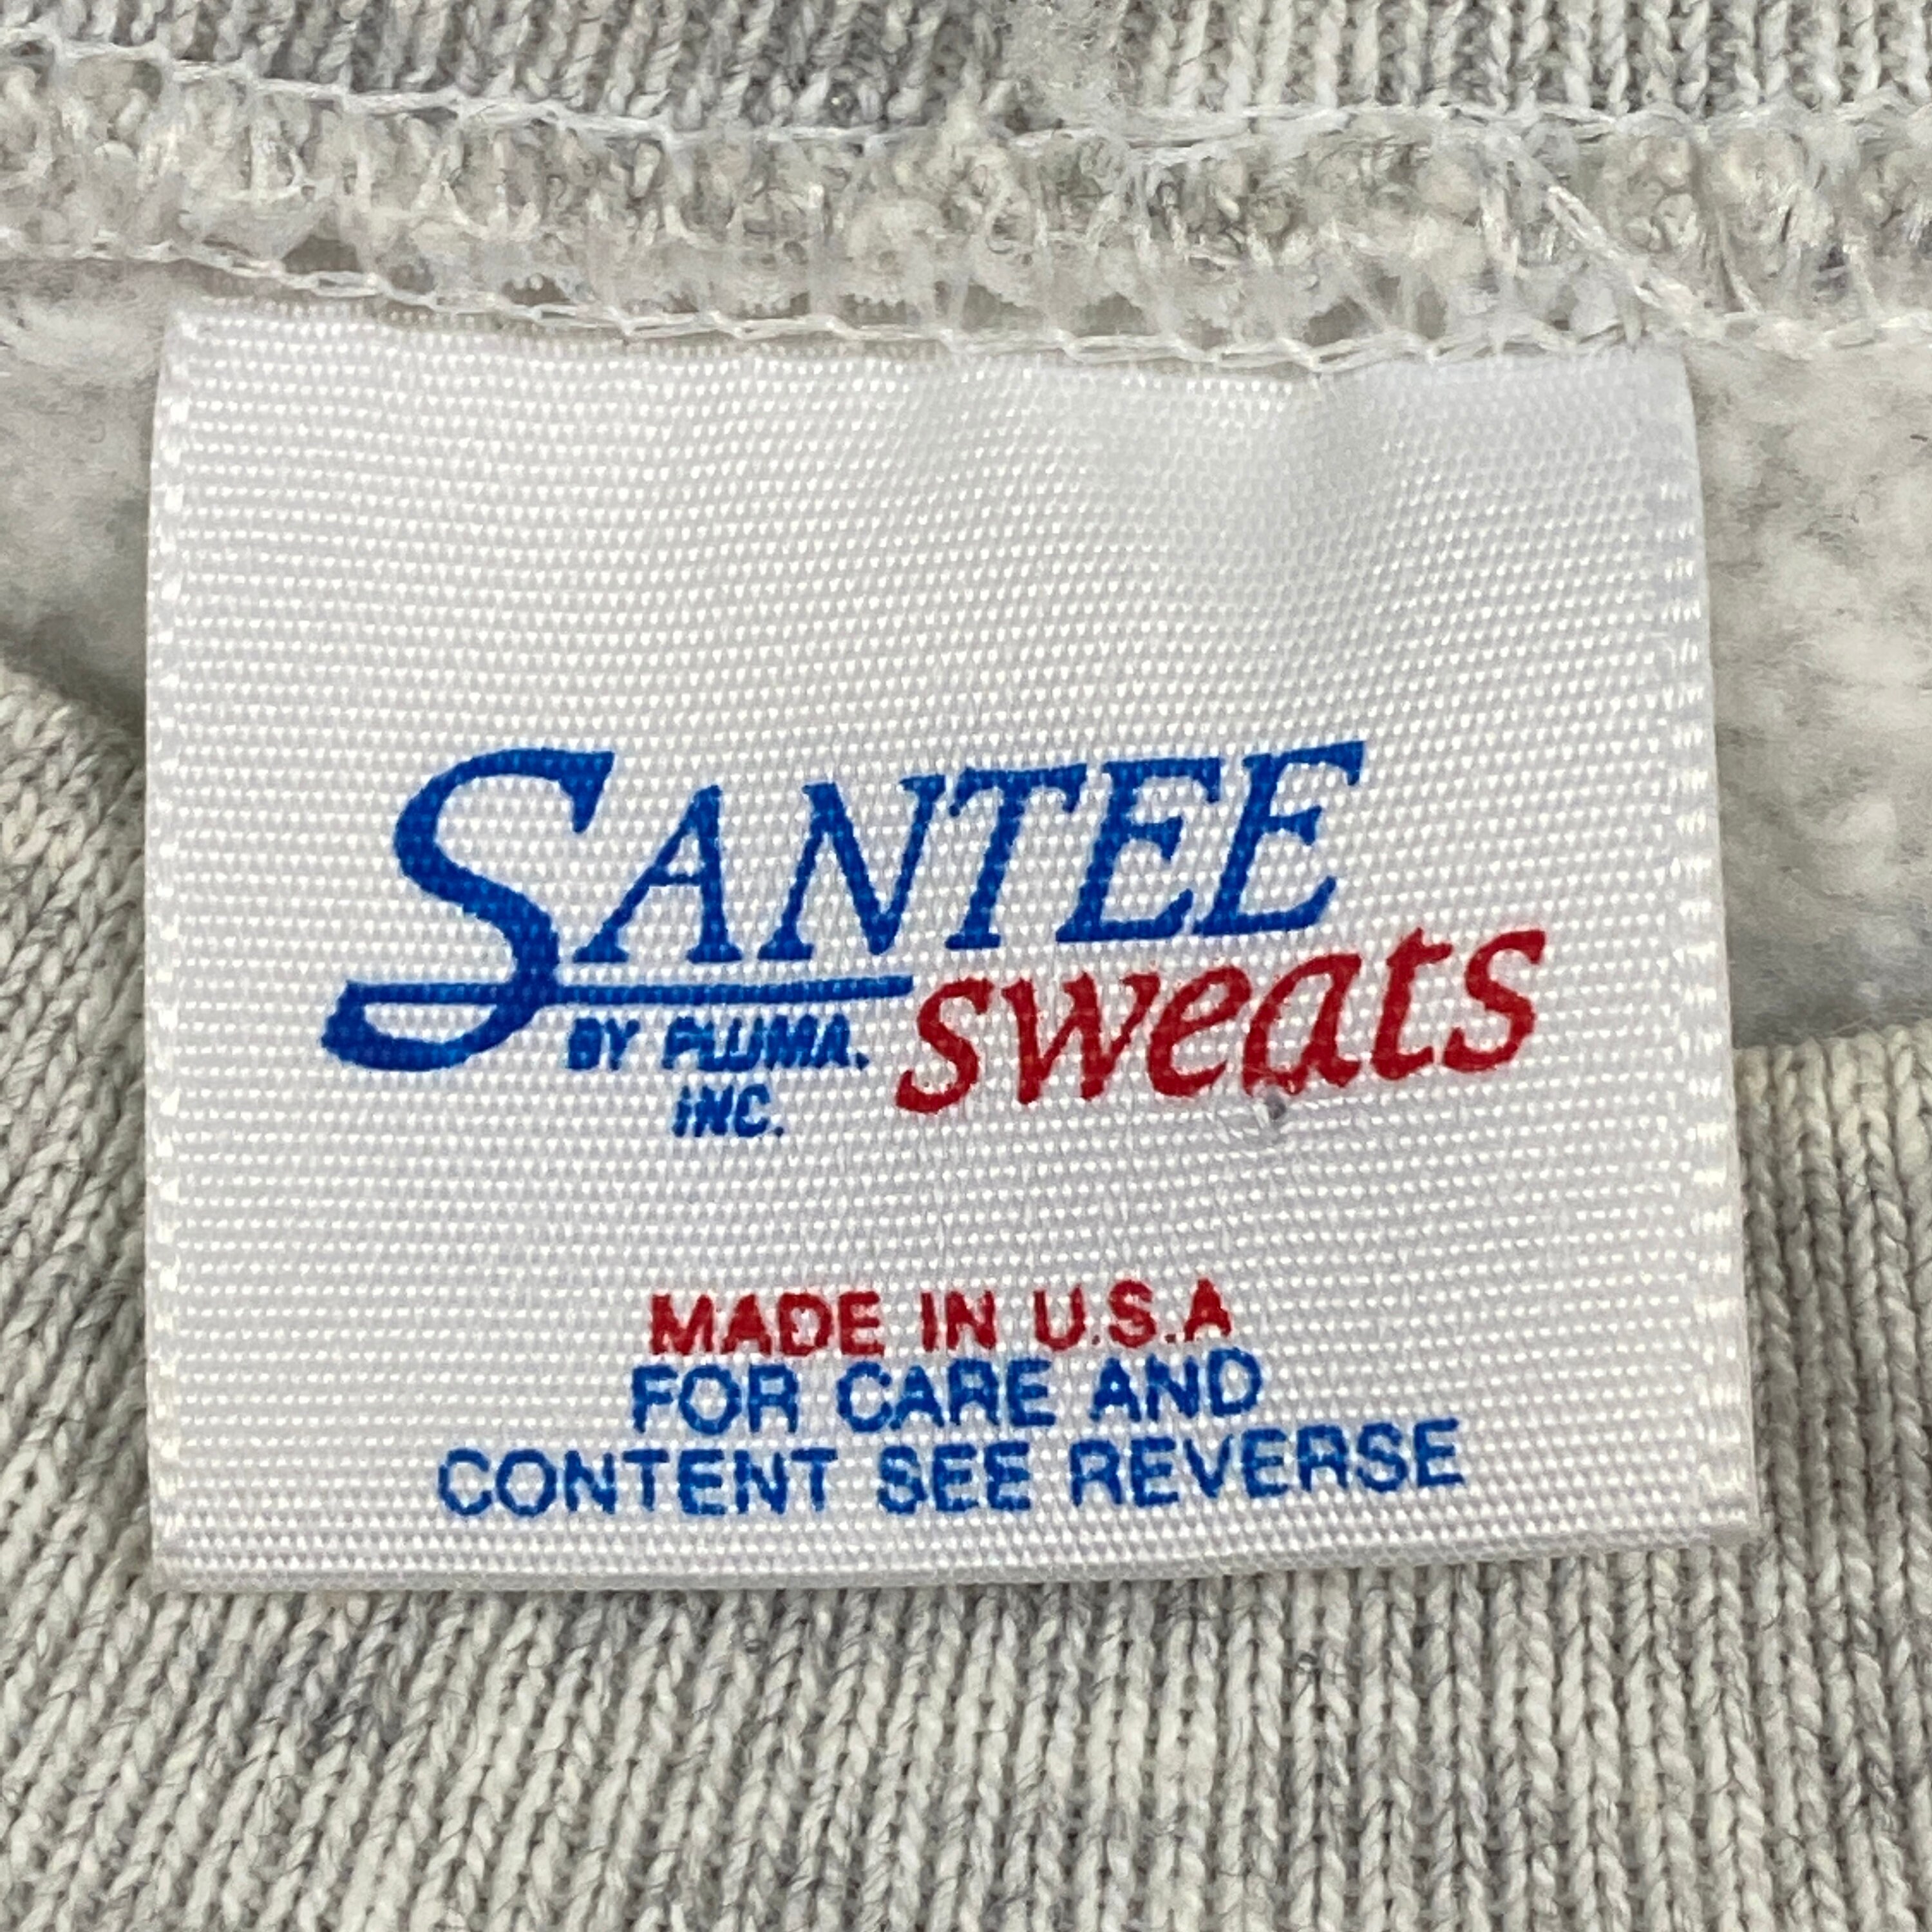 SANTEE
sweats
BY PLUMA.
INC.
MADE IN U.S.A
FOR CARE AND
CONTENT SEE REVERSE